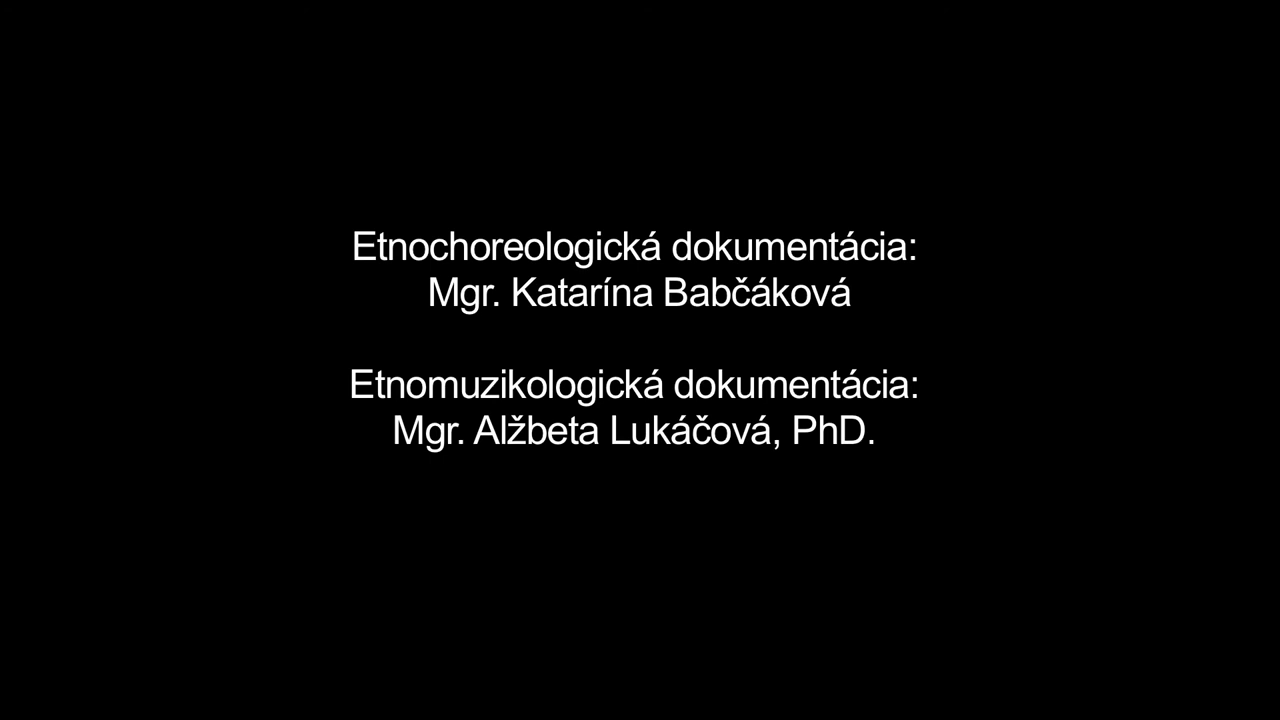 Etnochoreologická dokumentácia:
Mgr. Katarína Babčáková
Etnomuzikologická dokumentácia:
Mgr. Alžbeta Lukáčová, PhD.